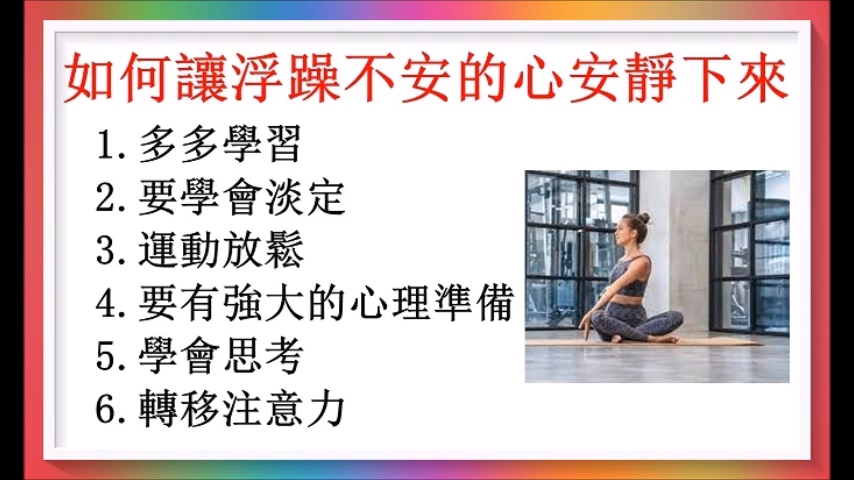 如何讓浮躁不安的心安靜下來
1.多多學習
2.要學會淡定
3.運動放鬆
4.要有強大的心理準備
5.學會思考
6.轉移注意力